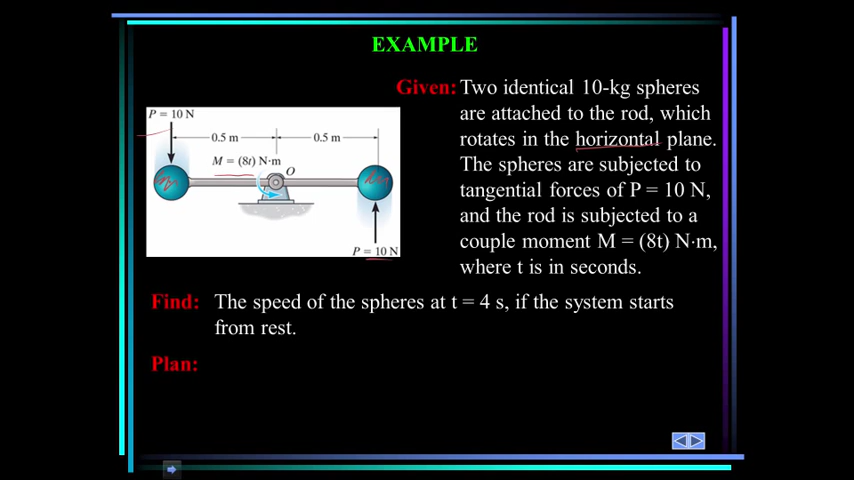 EXAMPLE
Given: Two identical 10-kg spheres
are attached to the rod, which
rotates in the horizontal plane.
The spheres are subjected to
tangential forces of P = 10 N,
and the rod is subjected to a
couple moment M = (8t) N·m,
where t is in seconds.
P = 10 N
0.5 m
0.5 m
M = (8t) N·m
O
P = 10 N
Find: The speed of the spheres at t = 4 s, if the system starts
from rest.
Plan: